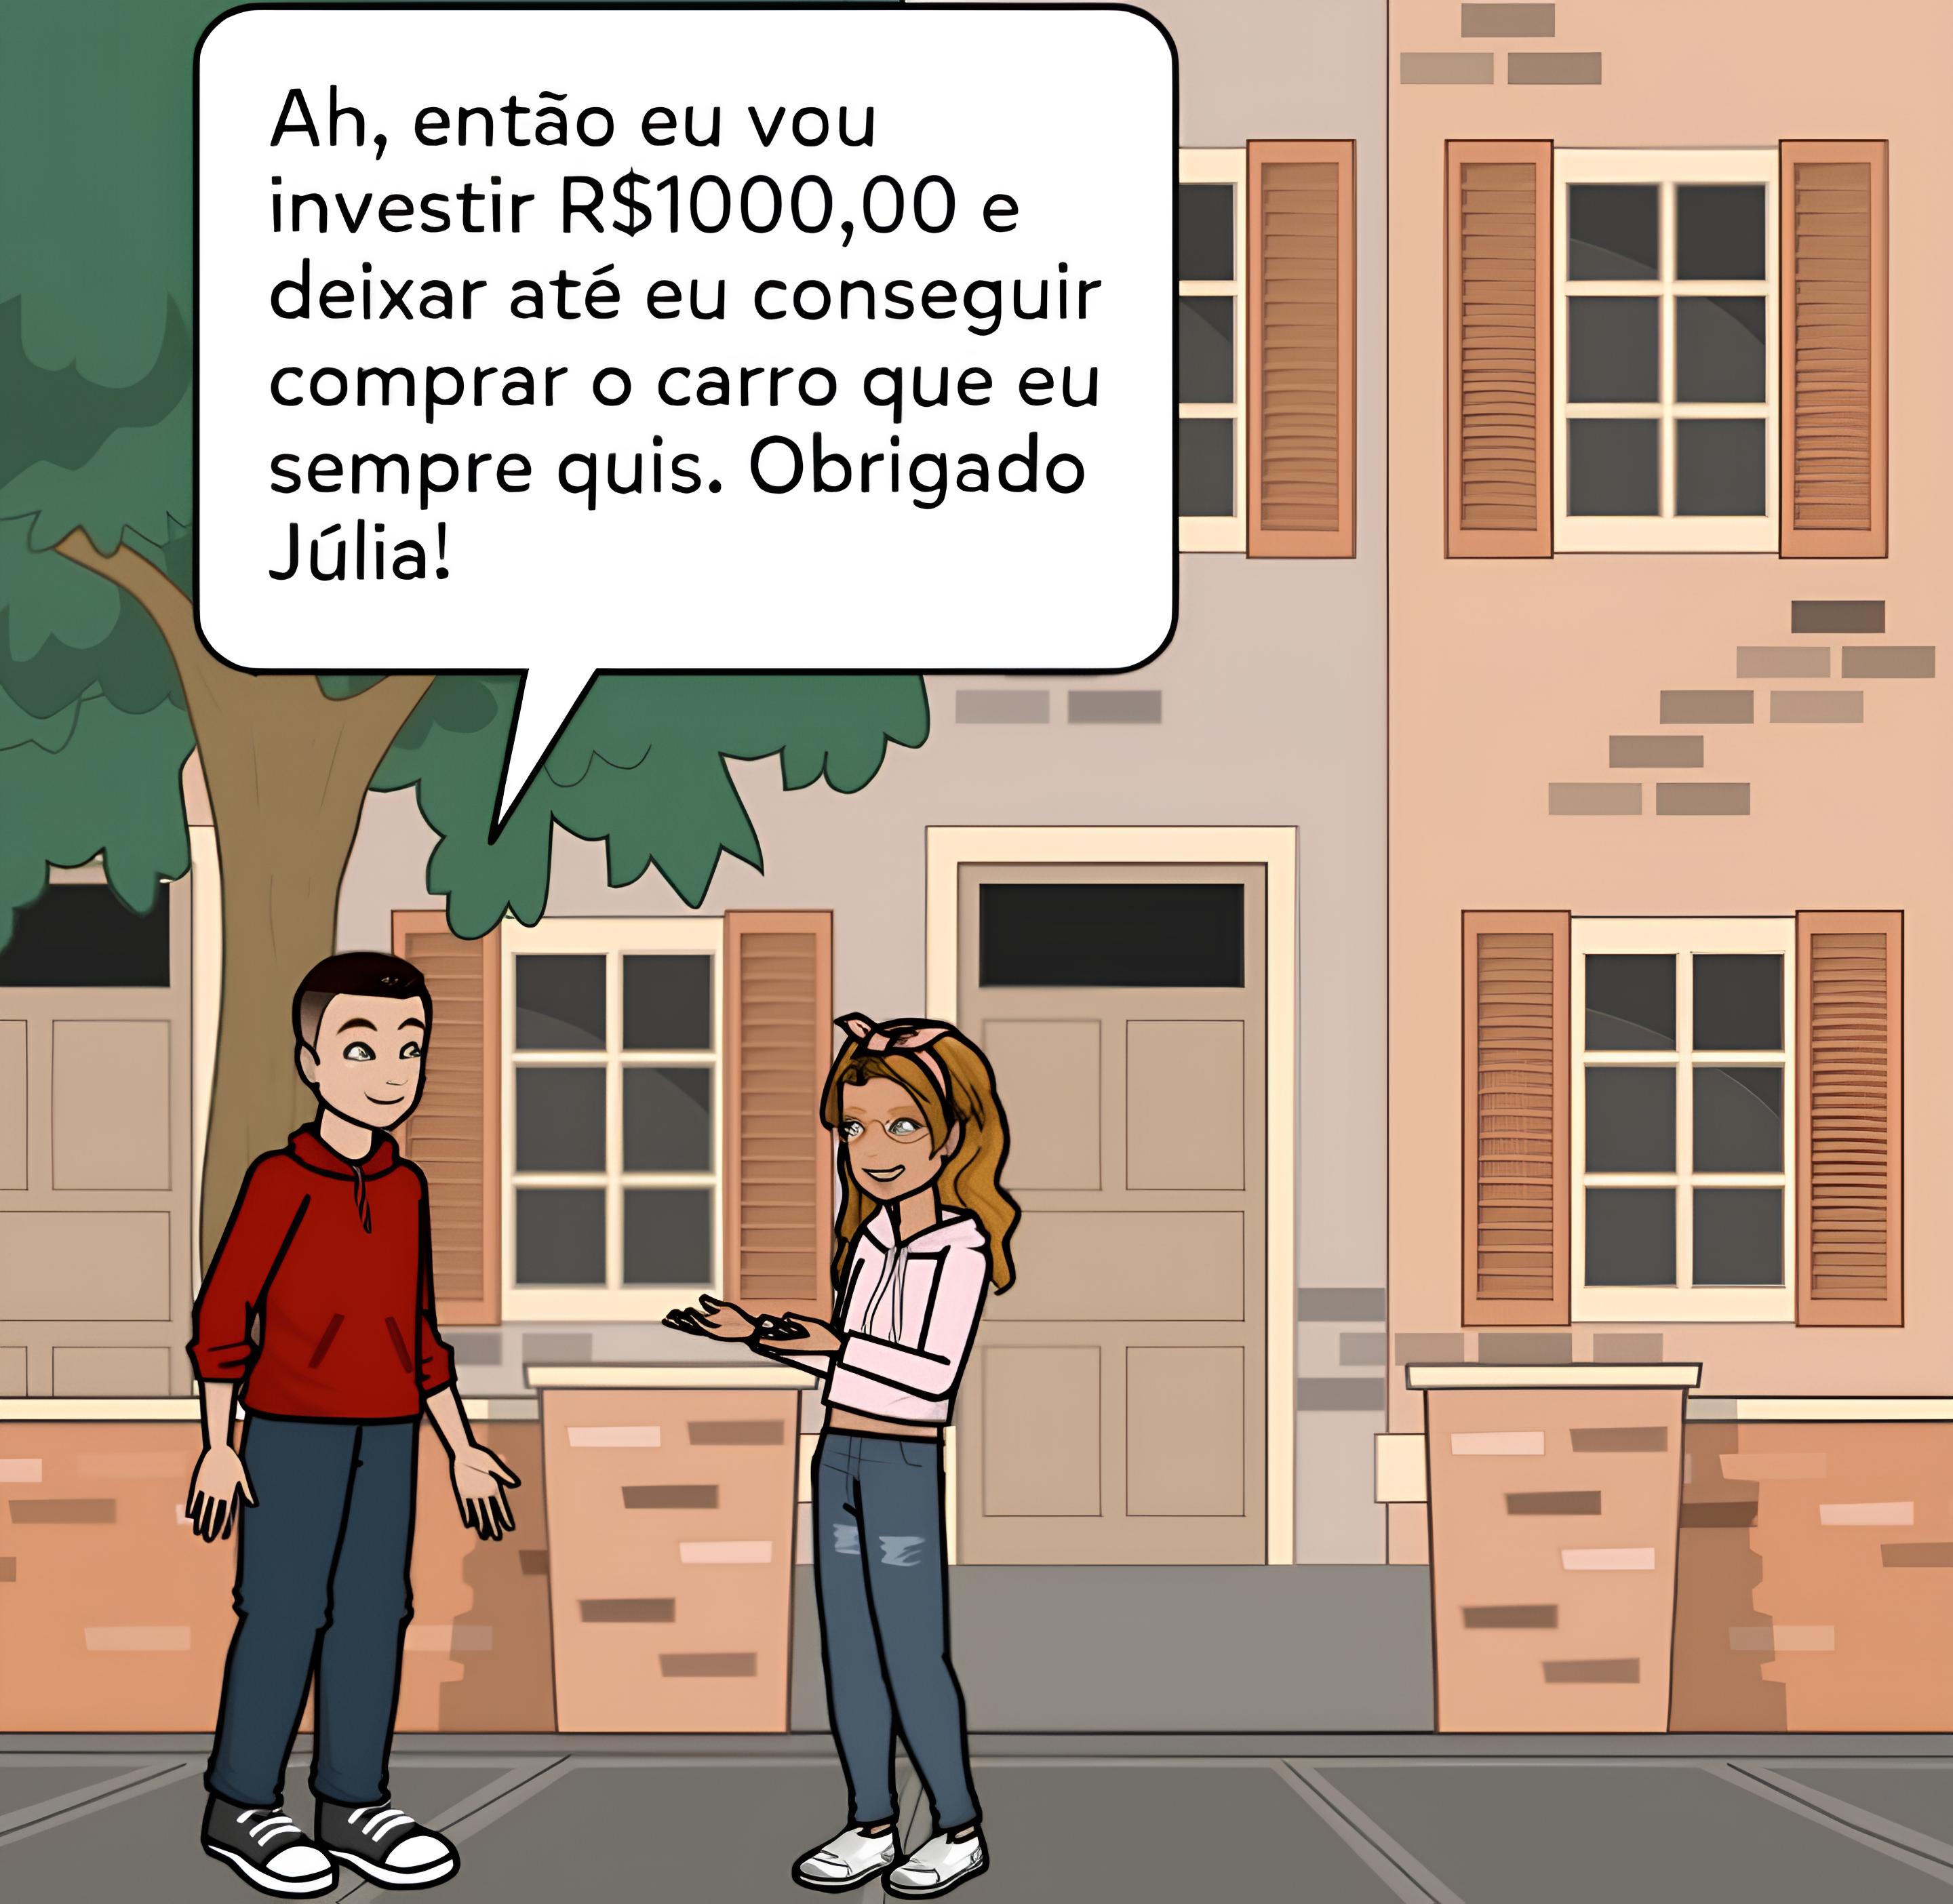 Ah, então eu vou
investir R$1000,00 e
deixar até eu conseguir
comprar o carro que eu
sempre quis. Obrigado
Júlia!